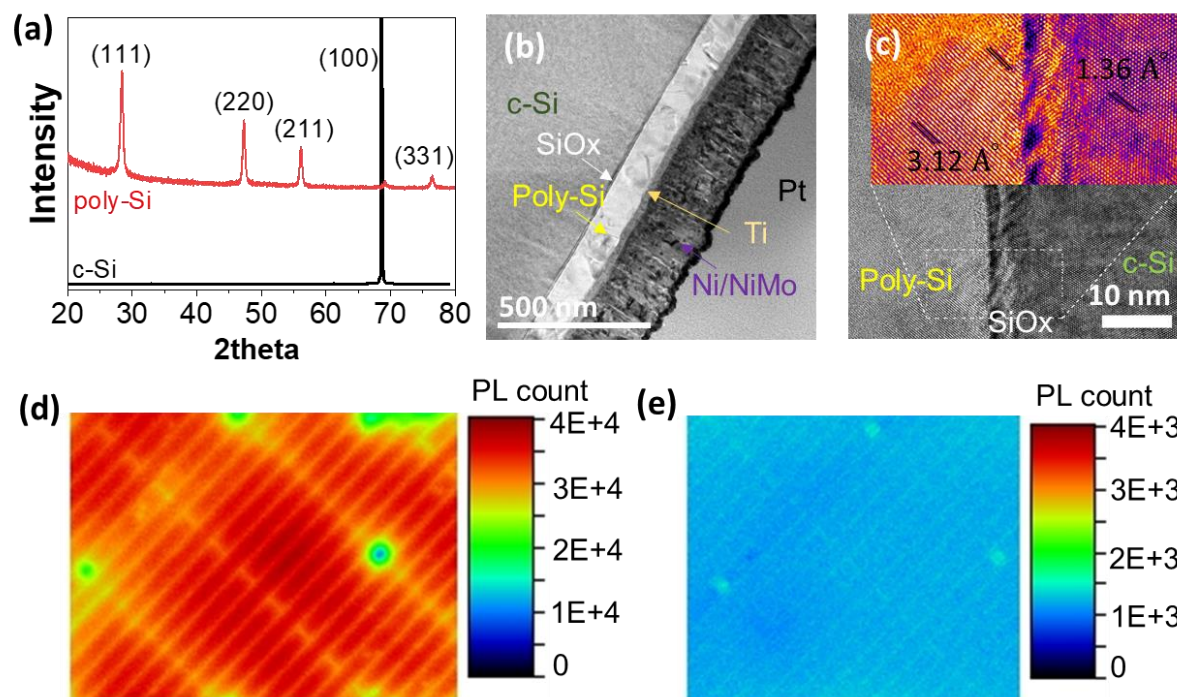 (a)
(111)
(220)
(211)
(100)
(331)
poly-Si
c-Si
Intensity
20 30 40 50 60 70 80
2theta
(b)
c-Si
SiOx
Poly-Si
Ti
Pt
Ni/NiMo
500 nm
(c)
1.36 A°
3.12 A°
Poly-Si
c-Si
SiOx
10 nm
(d)
PL count
4E+4
3E+4
2E+4
1E+4
0
(e)
PL count
4E+3
3E+3
2E+3
1E+3
0